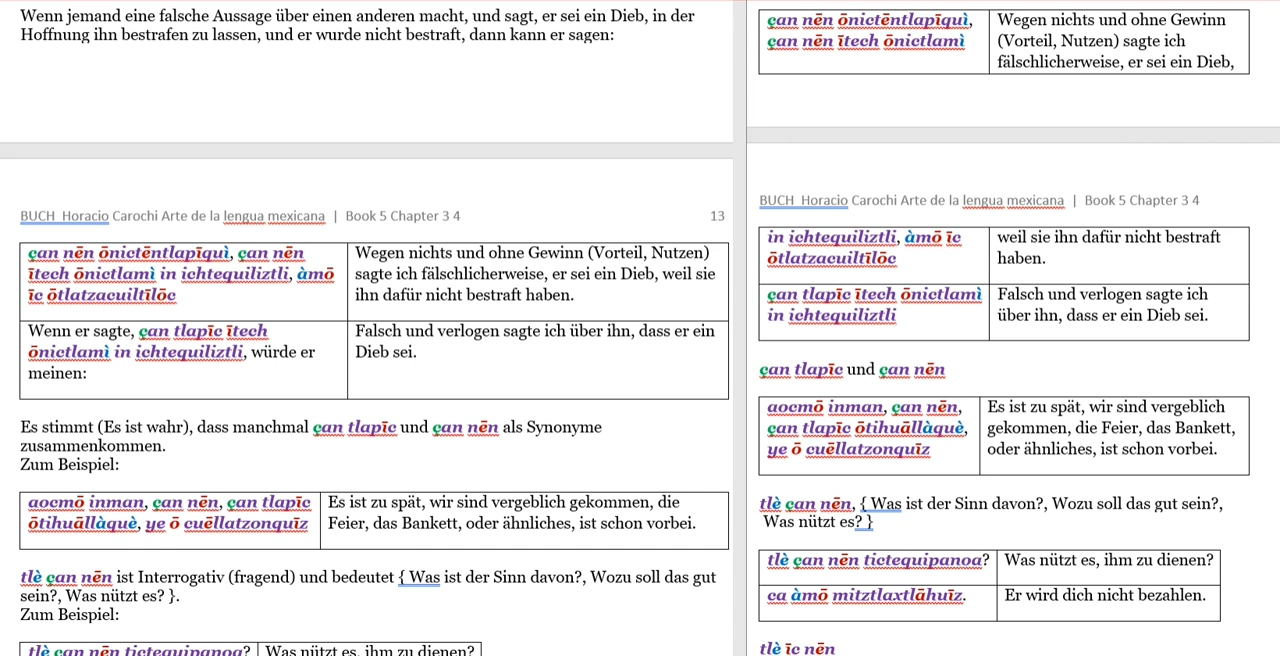 Wenn jemand eine falsche Aussage über einen anderen macht, und sagt, er sei ein Dieb, in der
Hoffnung ihn bestrafen zu lassen, und er wurde nicht bestraft, dann kann er sagen:
BUCH Horacio Carochi Arte de la lengua mexicana | Book 5 Chapter 3 4 13
çan nēn ōnictēntlapīquì, çan nēn
ītech ōnictlamì in ichtequiliztli, àmō
īc ōtlatzacuiltīlōc
Wegen nichts und ohne Gewinn (Vorteil, Nutzen)
sagte ich fälschlicherweise, er sei ein Dieb, weil sie
ihn dafür nicht bestraft haben.
Wenn er sagte, çan tlapīc ītech
ōnictlamì in ichtequiliztli, würde er
meinen:
Falsch und verlogen sagte ich über ihn, dass er ein
Dieb sei.
Es stimmt (Es ist wahr), dass manchmal çan tlapīc und çan nēn als Synonyme
zusammenkommen.
Zum Beispiel:
aocmō inman, çan nēn, çan tlapīc
ōtihuāllàquè, ye ō cuēllatzonquīz
Es ist zu spät, wir sind vergeblich gekommen, die
Feier, das Bankett, oder ähnliches, ist schon vorbei.
tlè çan nēn ist Interrogativ (fragend) und bedeutet { Was ist der Sinn davon?, Wozu soll das gut
sein?, Was nützt es? }.
Zum Beispiel:
tlè çan nēn tictequipanoa? Was nützt es, ihm zu dienen?
çan nēn ōnictēntlapīquì,
çan nēn ītech ōnictlamì
Wegen nichts und ohne Gewinn
(Vorteil, Nutzen) sagte ich
fälschlicherweise, er sei ein Dieb,
BUCH Horacio Carochi Arte de la lengua mexicana | Book 5 Chapter 3 4
in ichtequiliztli, àmō īc
ōtlatzacuiltīlōc
weil sie ihn dafür nicht bestraft
haben.
çan tlapīc ītech ōnictlamì
in ichtequiliztli
Falsch und verlogen sagte ich
über ihn, dass er ein Dieb sei.
çan tlapīc und çan nēn
aocmō inman, çan nēn,
çan tlapīc ōtihuāllàquè,
ye ō cuēllatzonquīz
Es ist zu spät, wir sind vergeblich
gekommen, die Feier, das Bankett,
oder ähnliches, ist schon vorbei.
tlè çan nēn, { Was ist der Sinn davon?, Wozu soll das gut sein?,
Was nützt es? }
tlè çan nēn tictequipanoa? Was nützt es, ihm zu dienen?
ca àmō mitztlaxtlāhuīz. Er wird dich nicht bezahlen.
tlè īc nēn